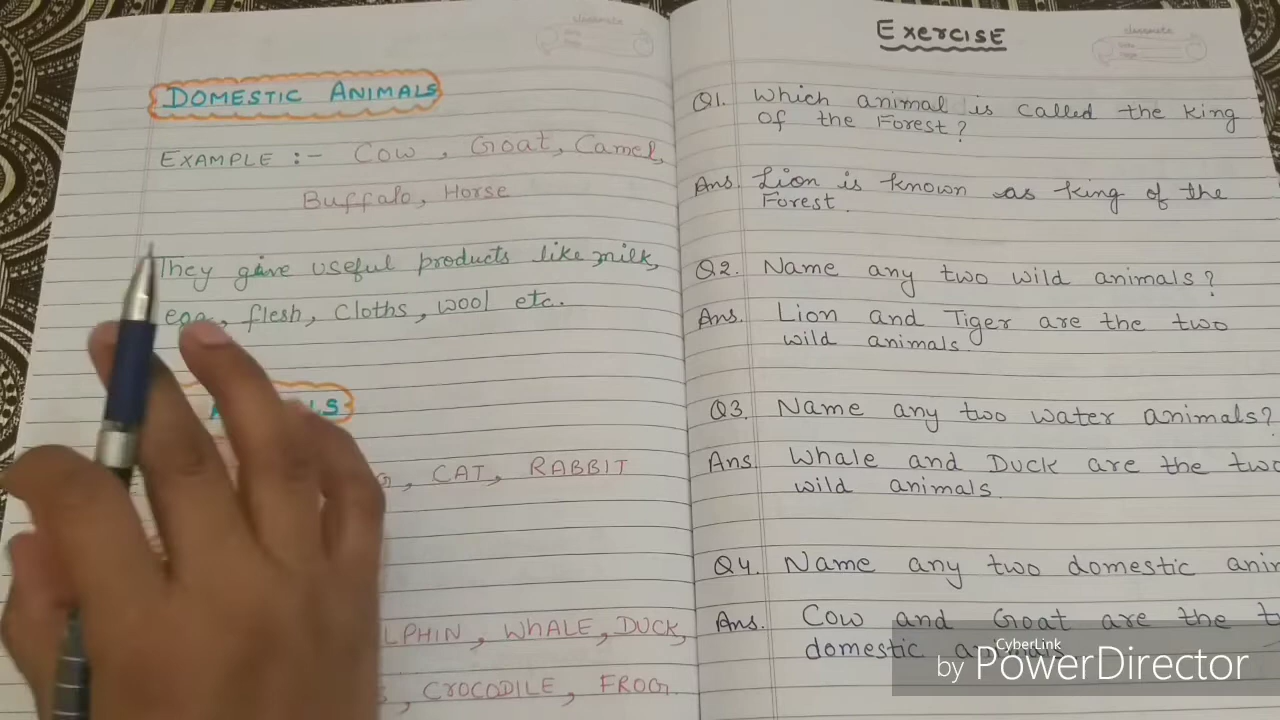 classmate
DOMESTIC ANIMALS
EXAMPLE :- Cow, Goat, Camel,
Buffalo, Horse
They give useful products like milk,
egg, flesh, Cloths, wool etc.
CAT, RABBIT
WHALE, DUCK,
CROCODILE, FROG.
classmate
Exercise
Q1. Which animal is called the king
of the Forest?
Ans Lion is known as king of the
Forest.
Q2. Name any two wild animals?
Ans. Lion and Tiger are the two
wild animals.
Q3. Name any two water animals?
Ans Whale and Duck are the two
wild animals.
Q4. Name any two domestic
Ans. Cow and Goat are the
domestic animals
CyberLink
by PowerDirector